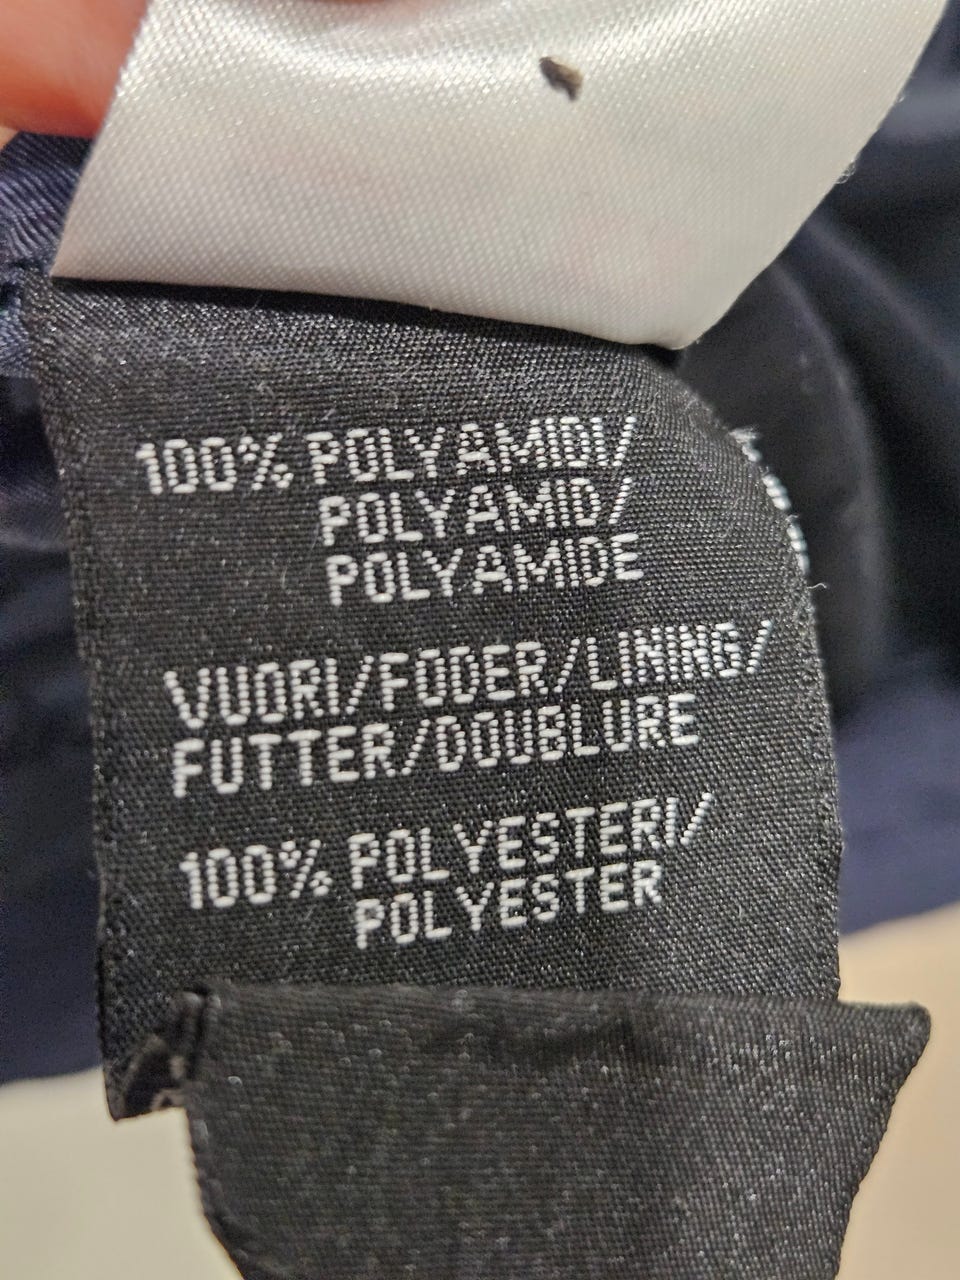 100% POLYAMIDI/
POLYAMID/
POLYAMIDE
VUORI/FODER/LINING/
FUTTER/DOUBLURE
100% POLYESTERI/
POLYESTER